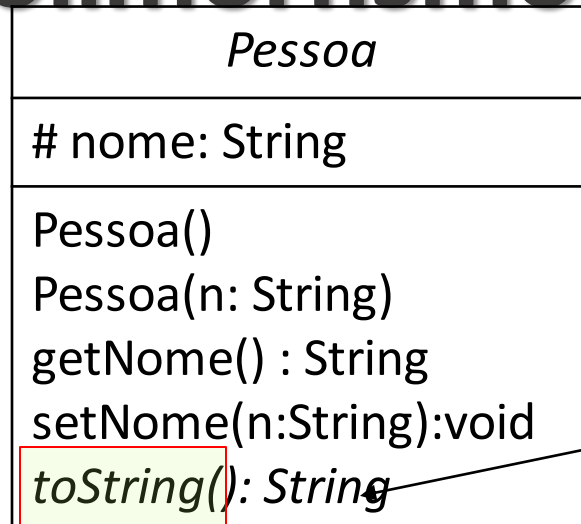 Pessoa
# nome: String
Pessoa()
Pessoa(n: String)
getNome() : String
setNome(n:String):void
toString(): String